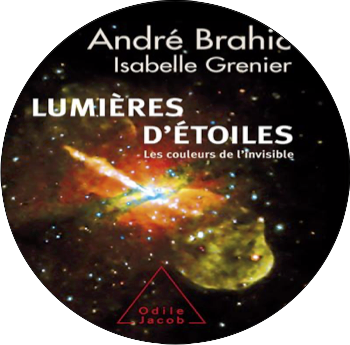 André Brahic
Isabelle Grenier
LUMIÈRES
D'ÉTOILES
Les couleurs de l'invisible
Odile
Jacob